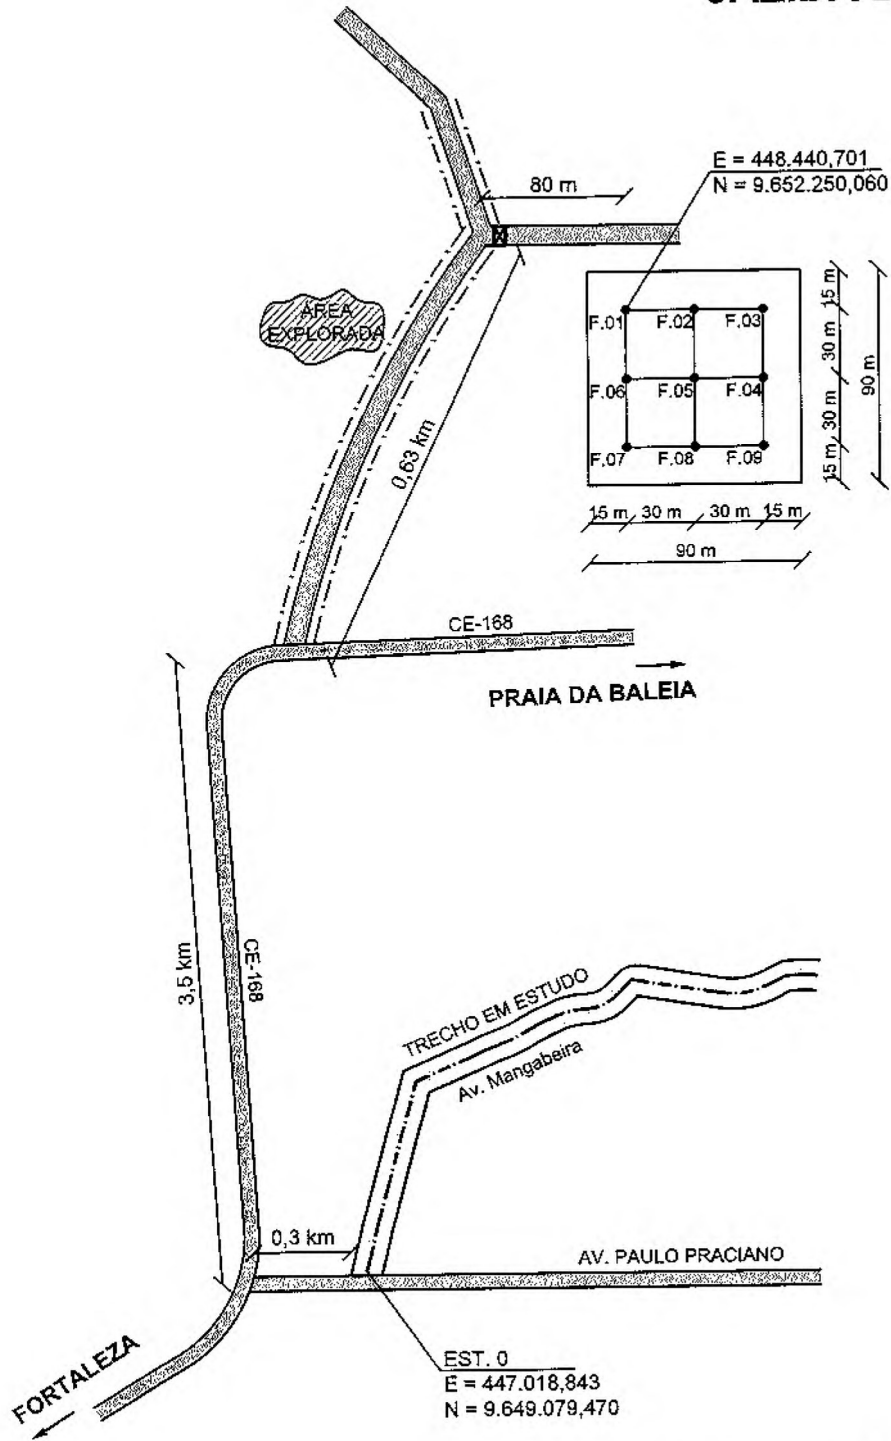 E = 448.440,701
N = 9.652.250,060
80 m
ÁREA
EXPLORADA
F.01 F.02 F.03
F.06 F.05 F.04
F.07 F.08 F.09
15 m
30 m
30 m
15 m
90 m
15 m 30 m 30 m 15 m
90 m
0,63 km
CE-168
PRAIA DA BALEIA
3,5 km
CE-168
TRECHO EM ESTUDO
Av. Mangabeira
0,3 km
AV. PAULO PRACIANO
FORTALEZA
EST. 0
E = 447.018,843
N = 9.649.079,470